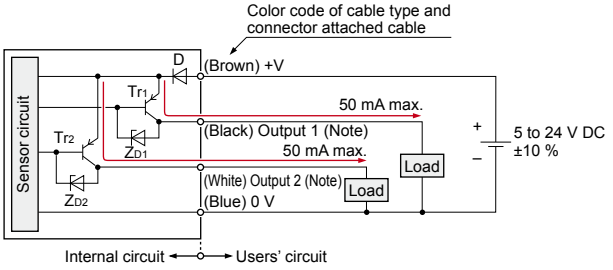 Color code of cable type and
connector attached cable
D
(Brown) +V
Tr1
50 mA max.
Sensor circuit
Tr2
ZD1
(Black) Output 1 (Note)
50 mA max.
+
5 to 24 V DC
±10 %
−
Load
(White) Output 2 (Note)
Load
ZD2
(Blue) 0 V
Internal circuit
Users' circuit